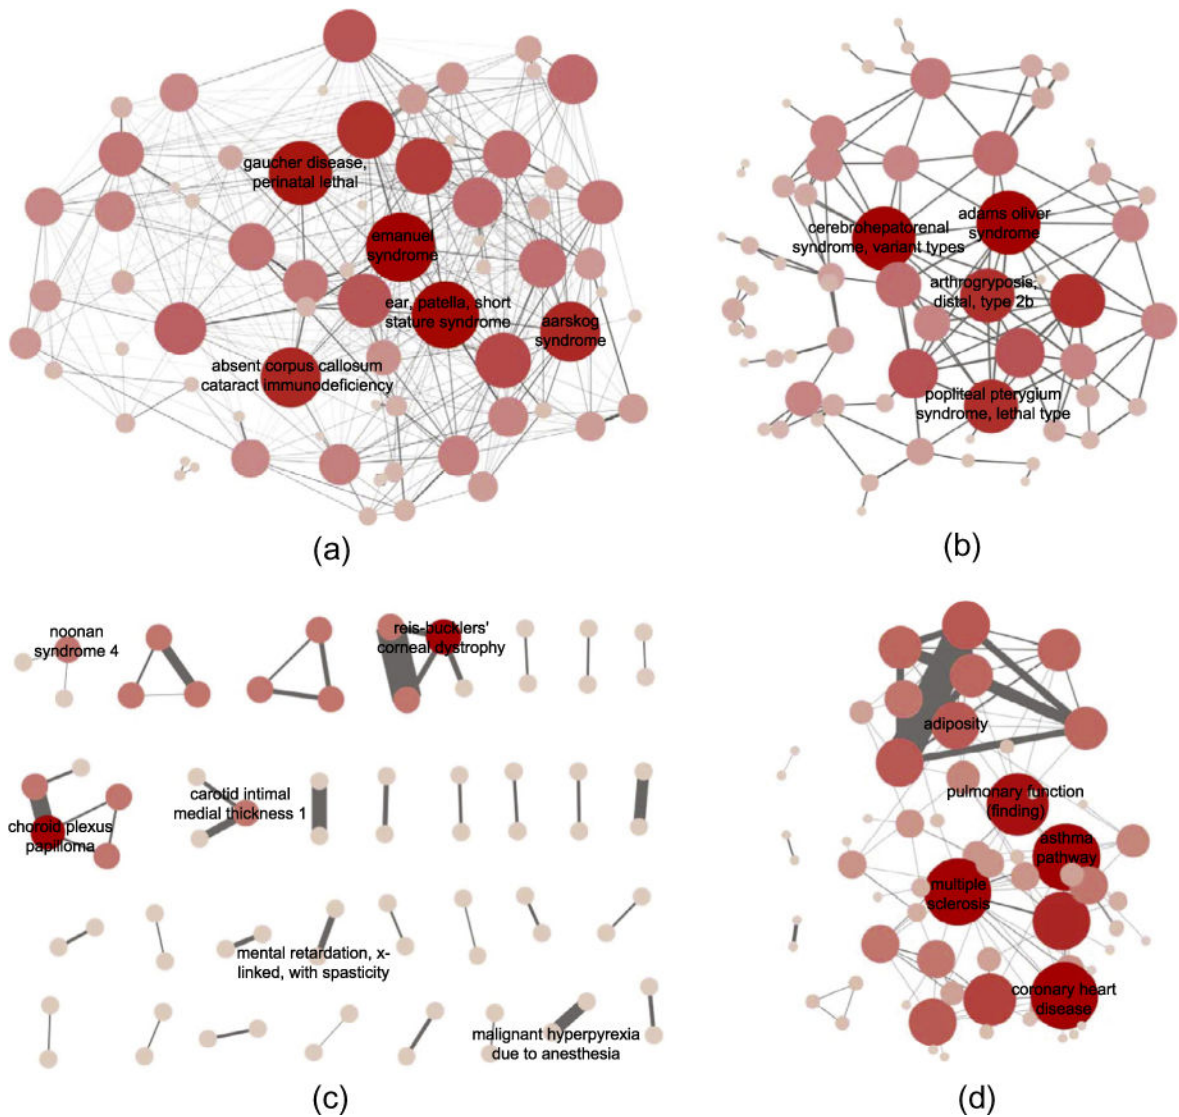 gaucher disease,
perinatal lethal
emanuel
syndrome
ear, patella, short
stature syndrome
aarskog
syndrome
absent corpus callosum
cataract immunodeficiency
(a)
adams oliver
syndrome
cerebrohepatorenal
syndrome, variant types
arthrogryposis,
distal, type 2b
popliteal pterygium
syndrome, lethal type
(b)
noonan
syndrome 4
reis-bucklers'
corneal dystrophy
carotid intimal
medial thickness 1
choroid plexus
papilloma
mental retardation, x-
linked, with spasticity
malignant hyperpyrexia
due to anesthesia
(c)
adiposity
pulmonary function
(finding)
asthma
pathway
multiple
sclerosis
coronary heart
disease
(d)